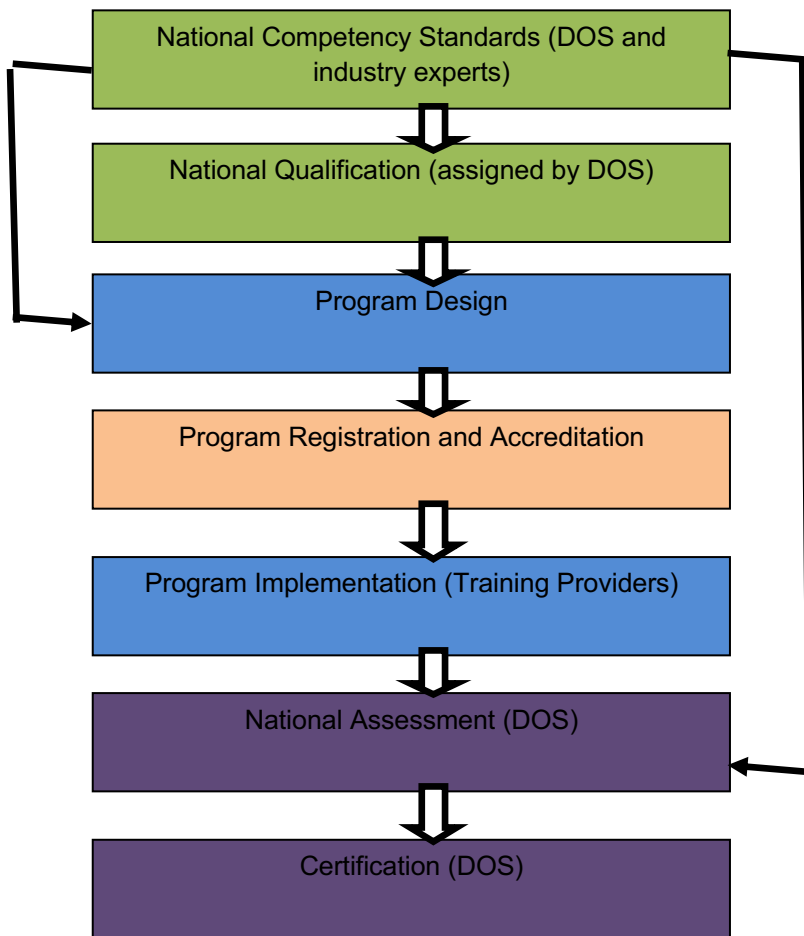 National Competency Standards (DOS and
industry experts)
National Qualification (assigned by DOS)
Program Design
Program Registration and Accreditation
Program Implementation (Training Providers)
National Assessment (DOS)
Certification (DOS)